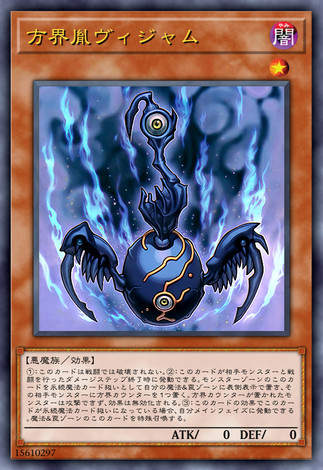 方界胤ヴィジャム
やみ
闇
【悪魔族／効果】
①：このカードは戦闘では破壊されない。②：このカードが相手モンスターと戦
闘を行ったダメージステップ終了時に発動できる。モンスターゾーンのこのカー
ドを永続魔法カード扱いとして自分の魔法&罠ゾーンに表側表示で置き、そ
の相手モンスターに方界カウンターを1つ置く。方界カウンターが置かれたモ
ンスターは攻撃できず、効果は無効化される。③：このカードの効果でこのカー
ドが永続魔法カード扱いになっている場合、自分メインフェイズに発動できる
。魔法&罠ゾーンのこのカードを特殊召喚する。
ATK/ 0 DEF/ 0
15610297